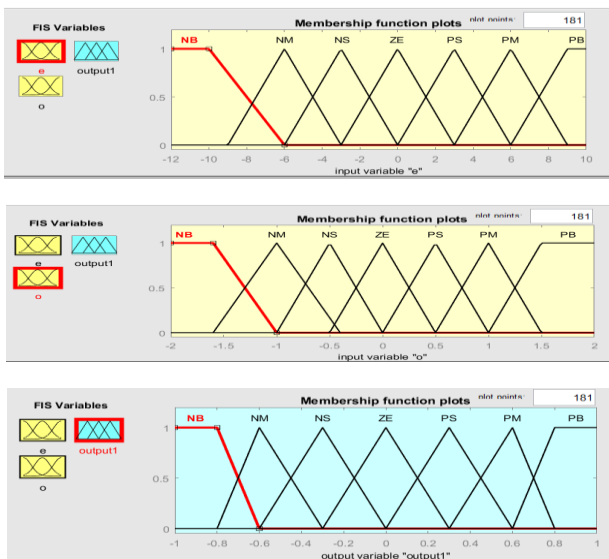 Membership function plots plot points: 181
FIS Variables
NB NM NS ZE PS PM PB
1
e output1
0.5
o
0
-12 -10 -8 -6 -4 -2 0 2 4 6 8 10
input variable "e"
Membership function plots plot points: 181
FIS Variables
NB NM NS ZE PS PM PB
1
e output1
0.5
o
0
-2 -1.5 -1 -0.5 0 0.5 1 1.5 2
input variable "o"
Membership function plots plot points: 181
FIS Variables
NB NM NS ZE PS PM PB
1
e output1
0.5
o
0
-1 -0.8 -0.6 -0.4 -0.2 0 0.2 0.4 0.6 0.8 1
output variable "output1"